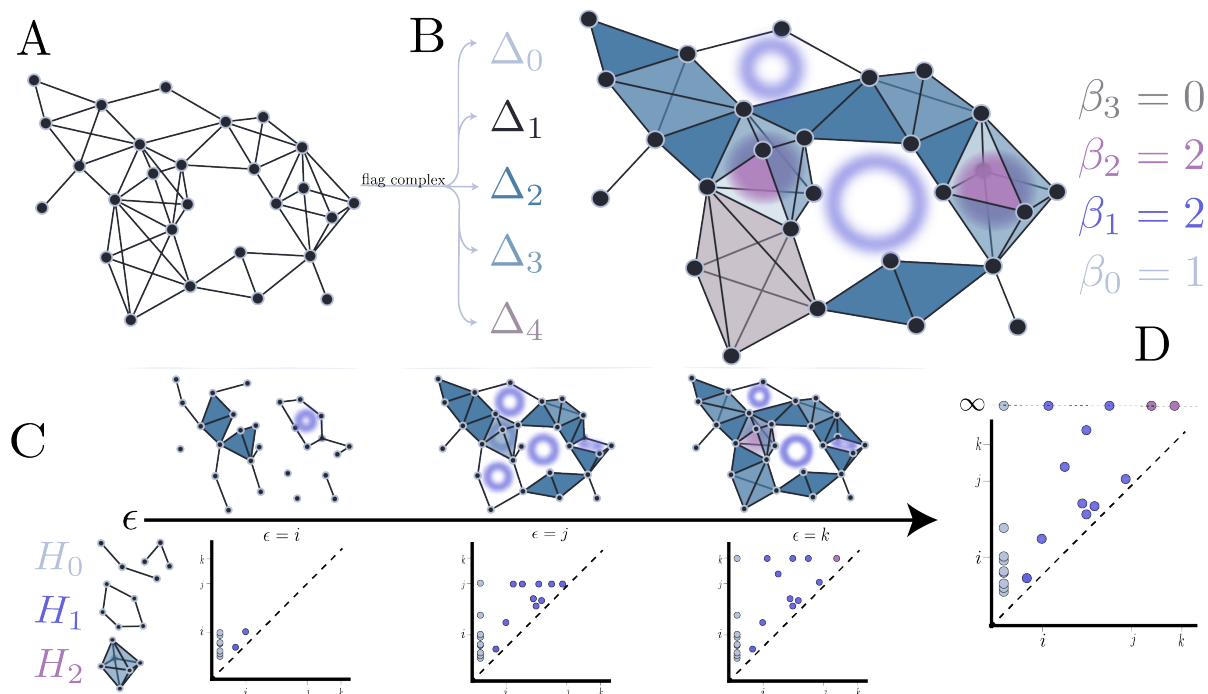 A
B
flag complex
Δ₀
Δ₁
Δ₂
Δ₃
Δ₄
β₃ = 0
β₂ = 2
β₁ = 2
β₀ = 1
C
ϵ
ϵ = i
ϵ = j
ϵ = k
H₀
H₁
H₂
k
j
i
i
j
k
k
j
i
i
j
k
k
j
i
i
j
k
D
∞
k
j
i
i
j
k